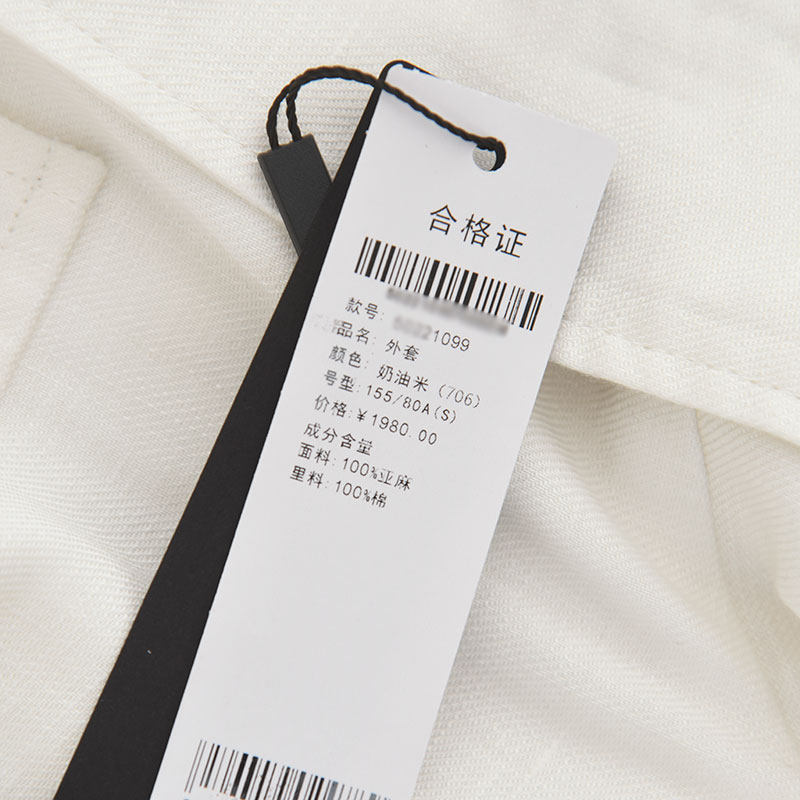 合格证
款号: 1099
品名: 外套
颜色: 奶油米(706)
号型: 155/80A(S)
价格:¥1980.00
成分含量
面料: 100%亚麻
里料: 100%棉